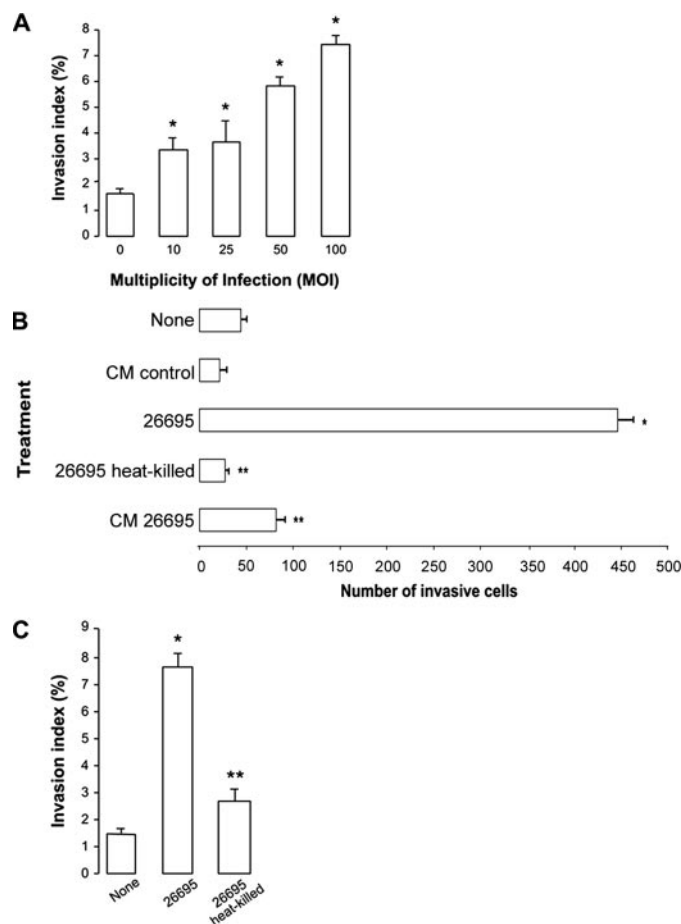 A
Invasion index (%)
8
7
6
5
4
3
2
1
0
*
*
*
*
0 10 25 50 100
Multiplicity of Infection (MOI)
B
Treatment
None
CM control
26695 *
26695 heat-killed **
CM 26695 **
0 50 100 150 200 250 300 350 400 450 500
Number of invasive cells
C
Invasion index (%)
9
8
7
6
5
4
3
2
1
0
*
**
None
26695
26695
heat-killed